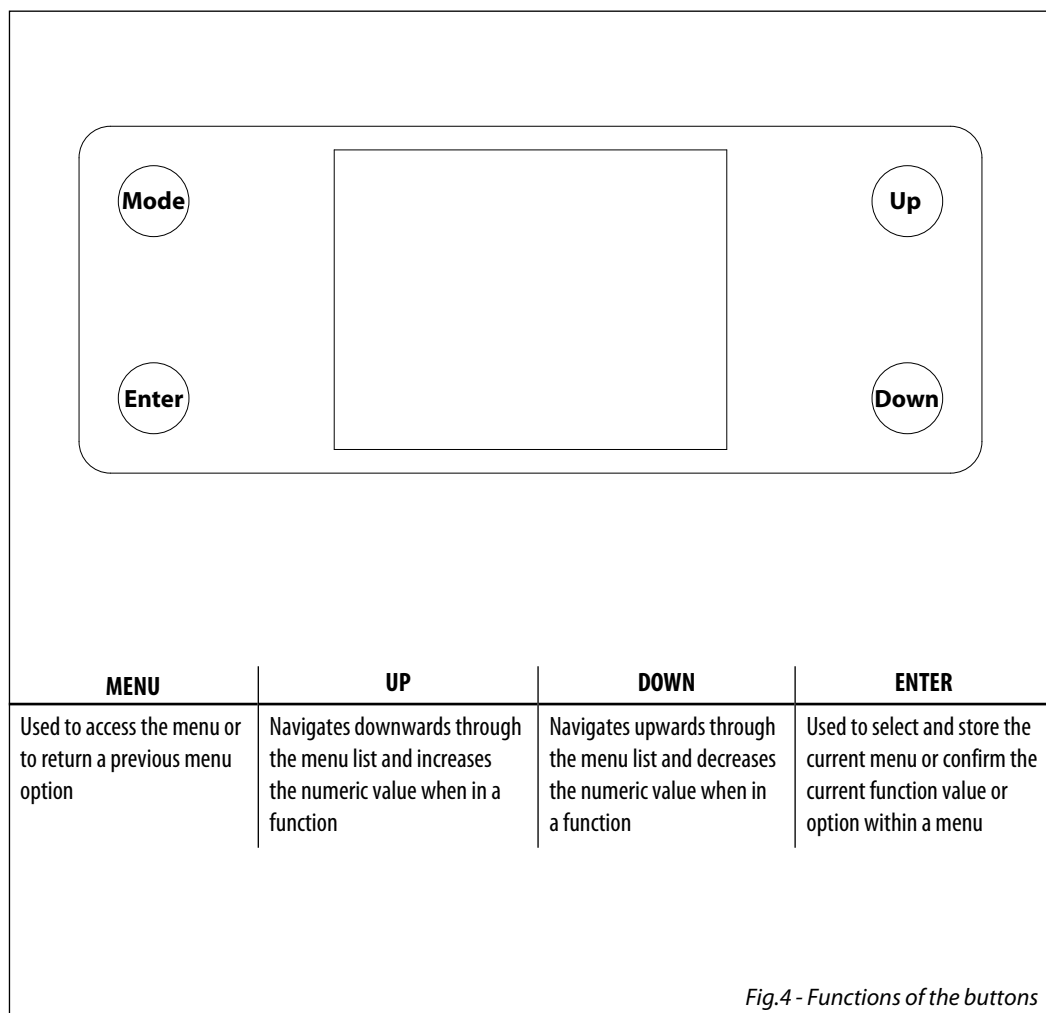 Mode
Up
Enter
Down
MENU
UP
DOWN
ENTER
Used to access the menu or
to return a previous menu
option
Navigates downwards through
the menu list and increases
the numeric value when in a
function
Navigates upwards through
the menu list and decreases
the numeric value when in
a function
Used to select and store the
current menu or confirm the
current function value or
option within a menu
Fig.4 - Functions of the buttons